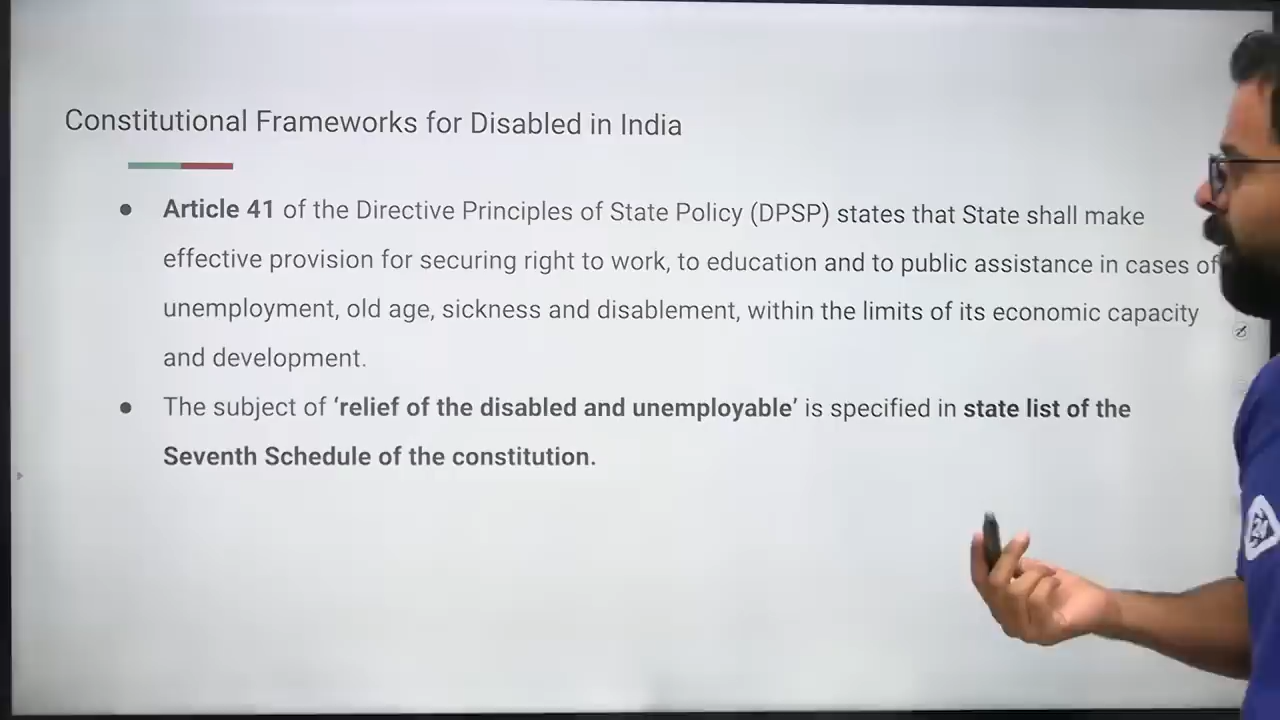 Constitutional Frameworks for Disabled in India
● Article 41 of the Directive Principles of State Policy (DPSP) states that State shall make
effective provision for securing right to work, to education and to public assistance in cases of
unemployment, old age, sickness and disablement, within the limits of its economic capacity
and development.
● The subject of ‘relief of the disabled and unemployable’ is specified in state list of the
Seventh Schedule of the constitution.
24